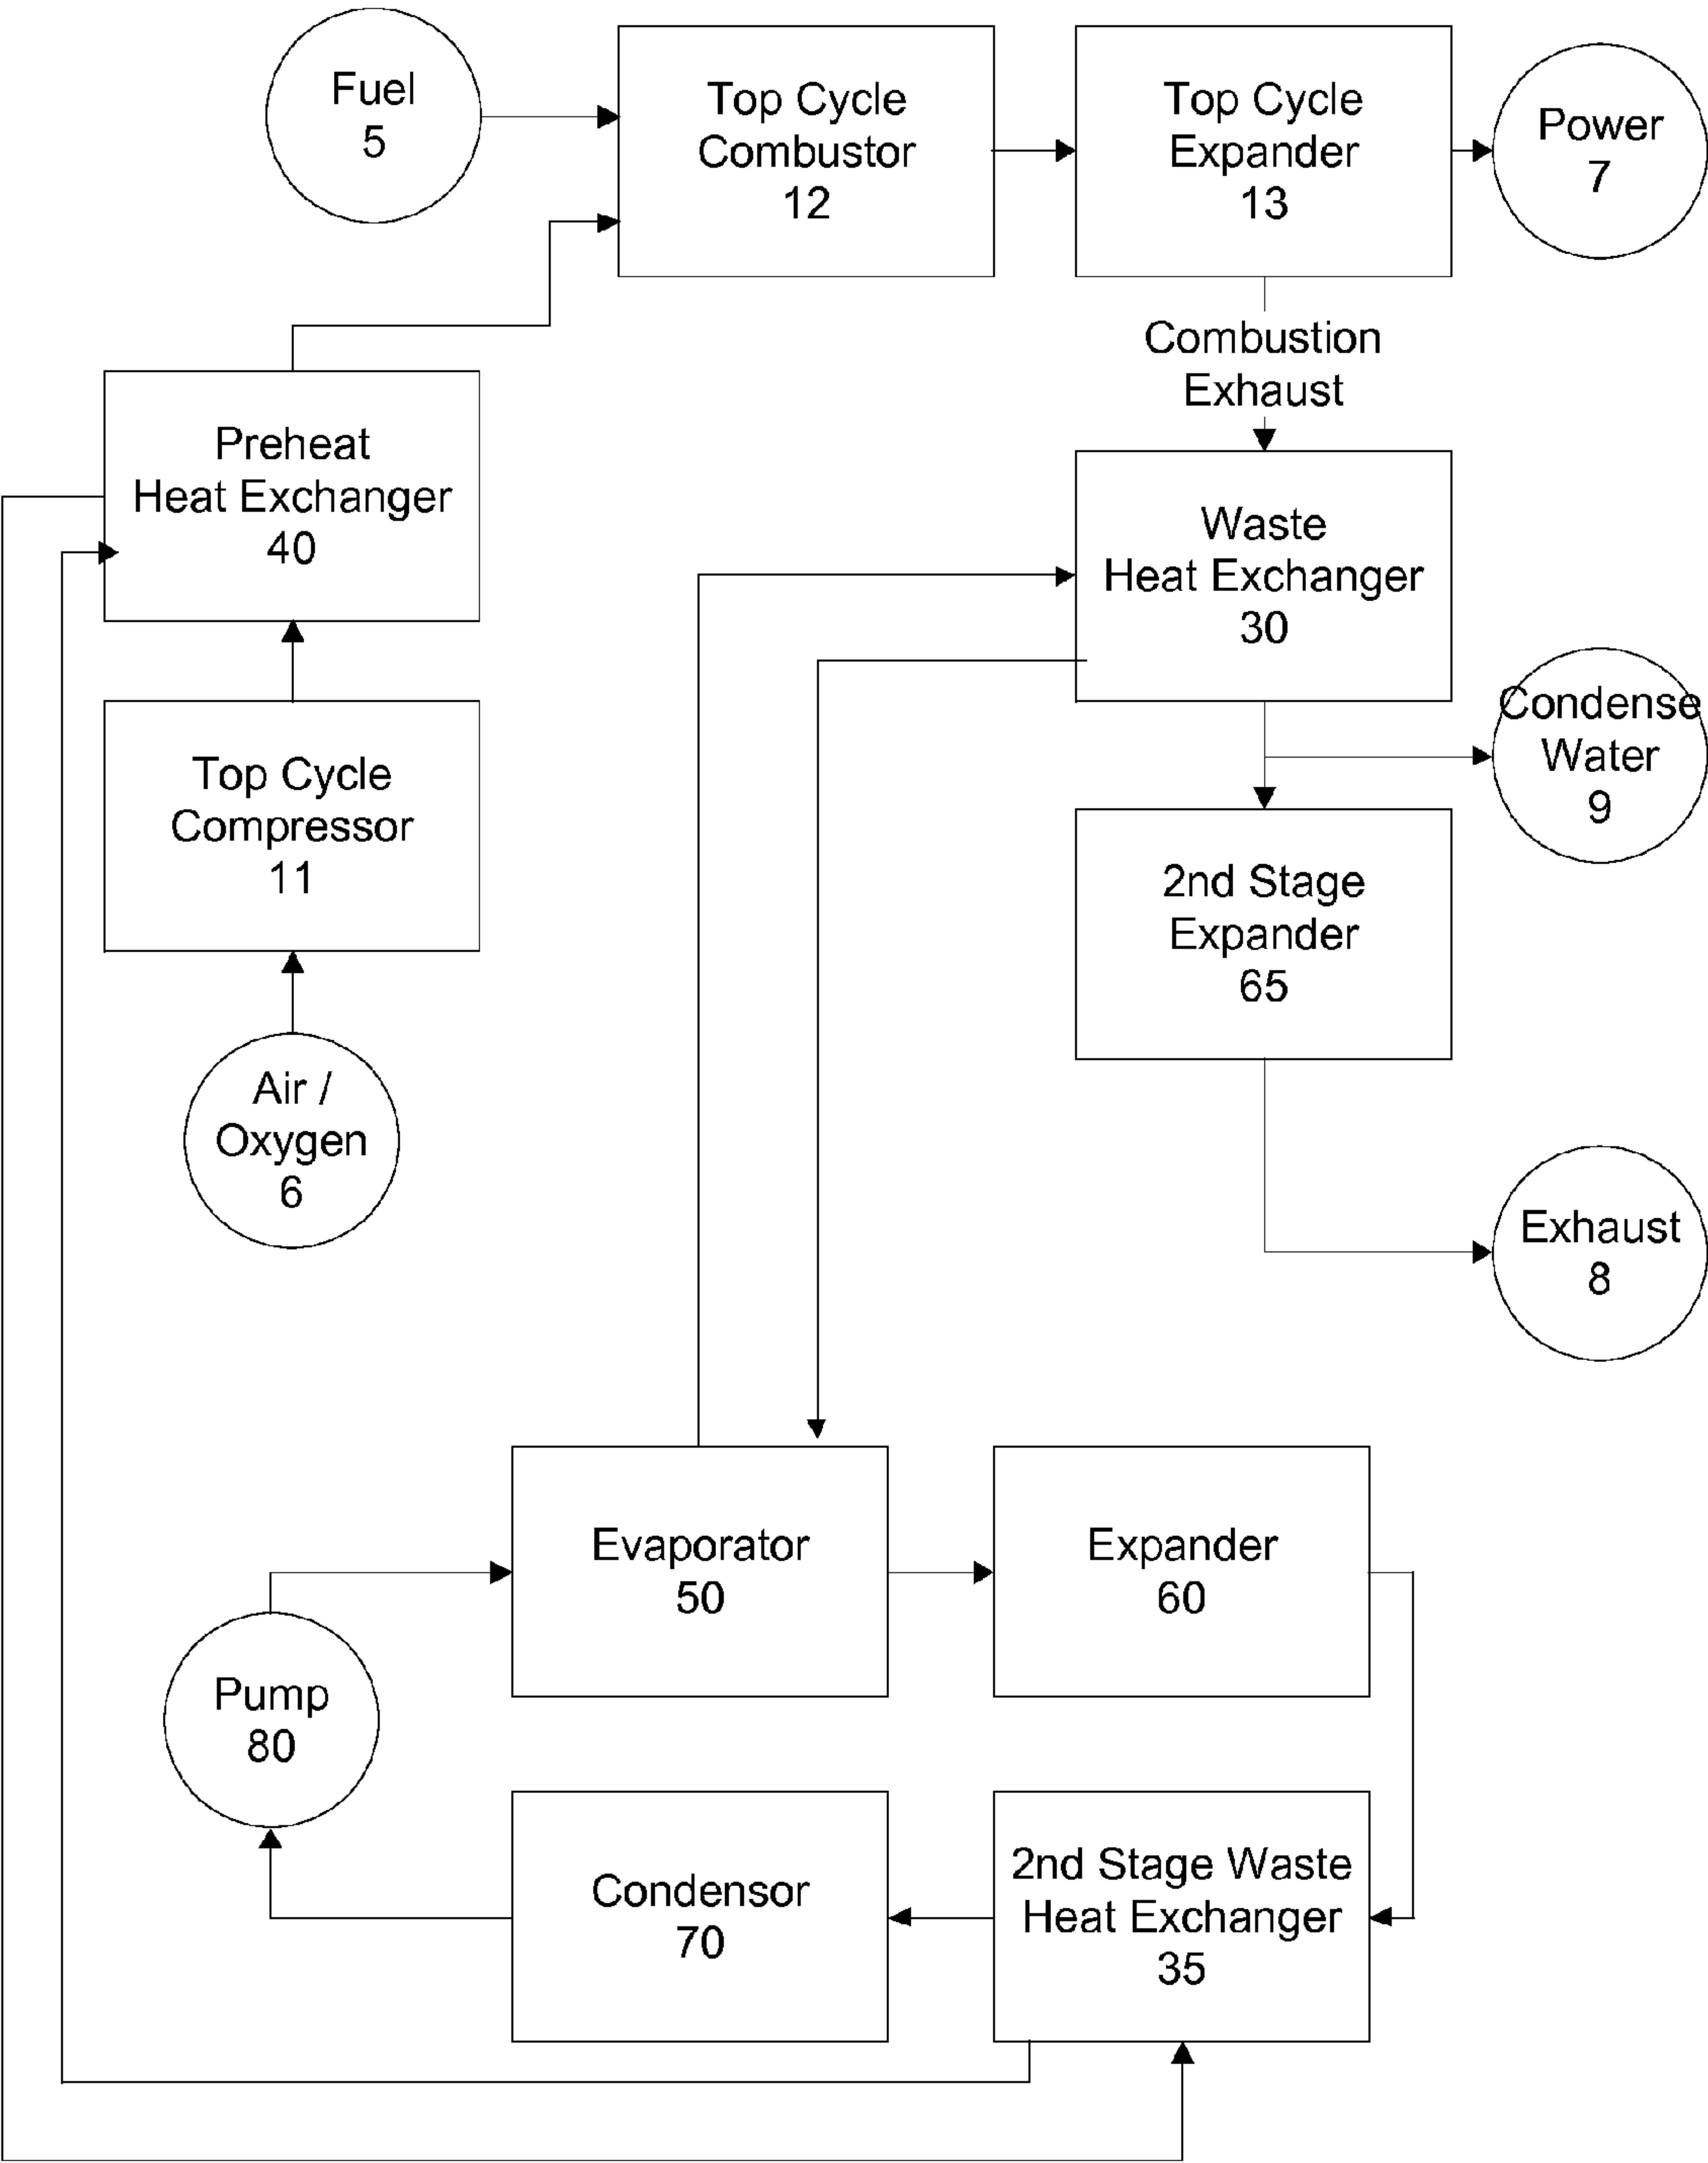 Fuel
5
Top Cycle
Combustor
12
Top Cycle
Expander
13
Power
7
Combustion
Exhaust
Preheat
Heat Exchanger
40
Waste
Heat Exchanger
30
Condense
Water
9
Top Cycle
Compressor
11
2nd Stage
Expander
65
Air /
Oxygen
6
Exhaust
8
Evaporator
50
Expander
60
Pump
80
Condensor
70
2nd Stage Waste
Heat Exchanger
35